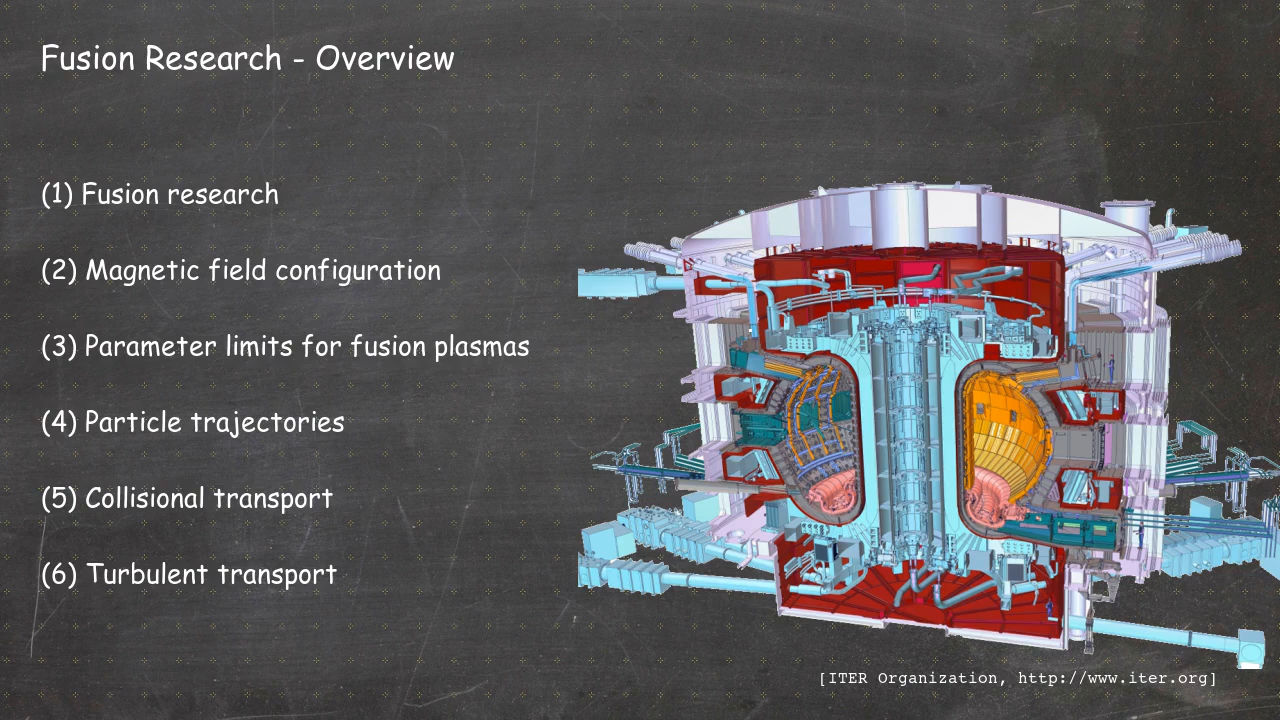 Fusion Research - Overview
(1) Fusion research
(2) Magnetic field configuration
(3) Parameter limits for fusion plasmas
(4) Particle trajectories
(5) Collisional transport
(6) Turbulent transport
[ITER Organization, http://www.iter.org]